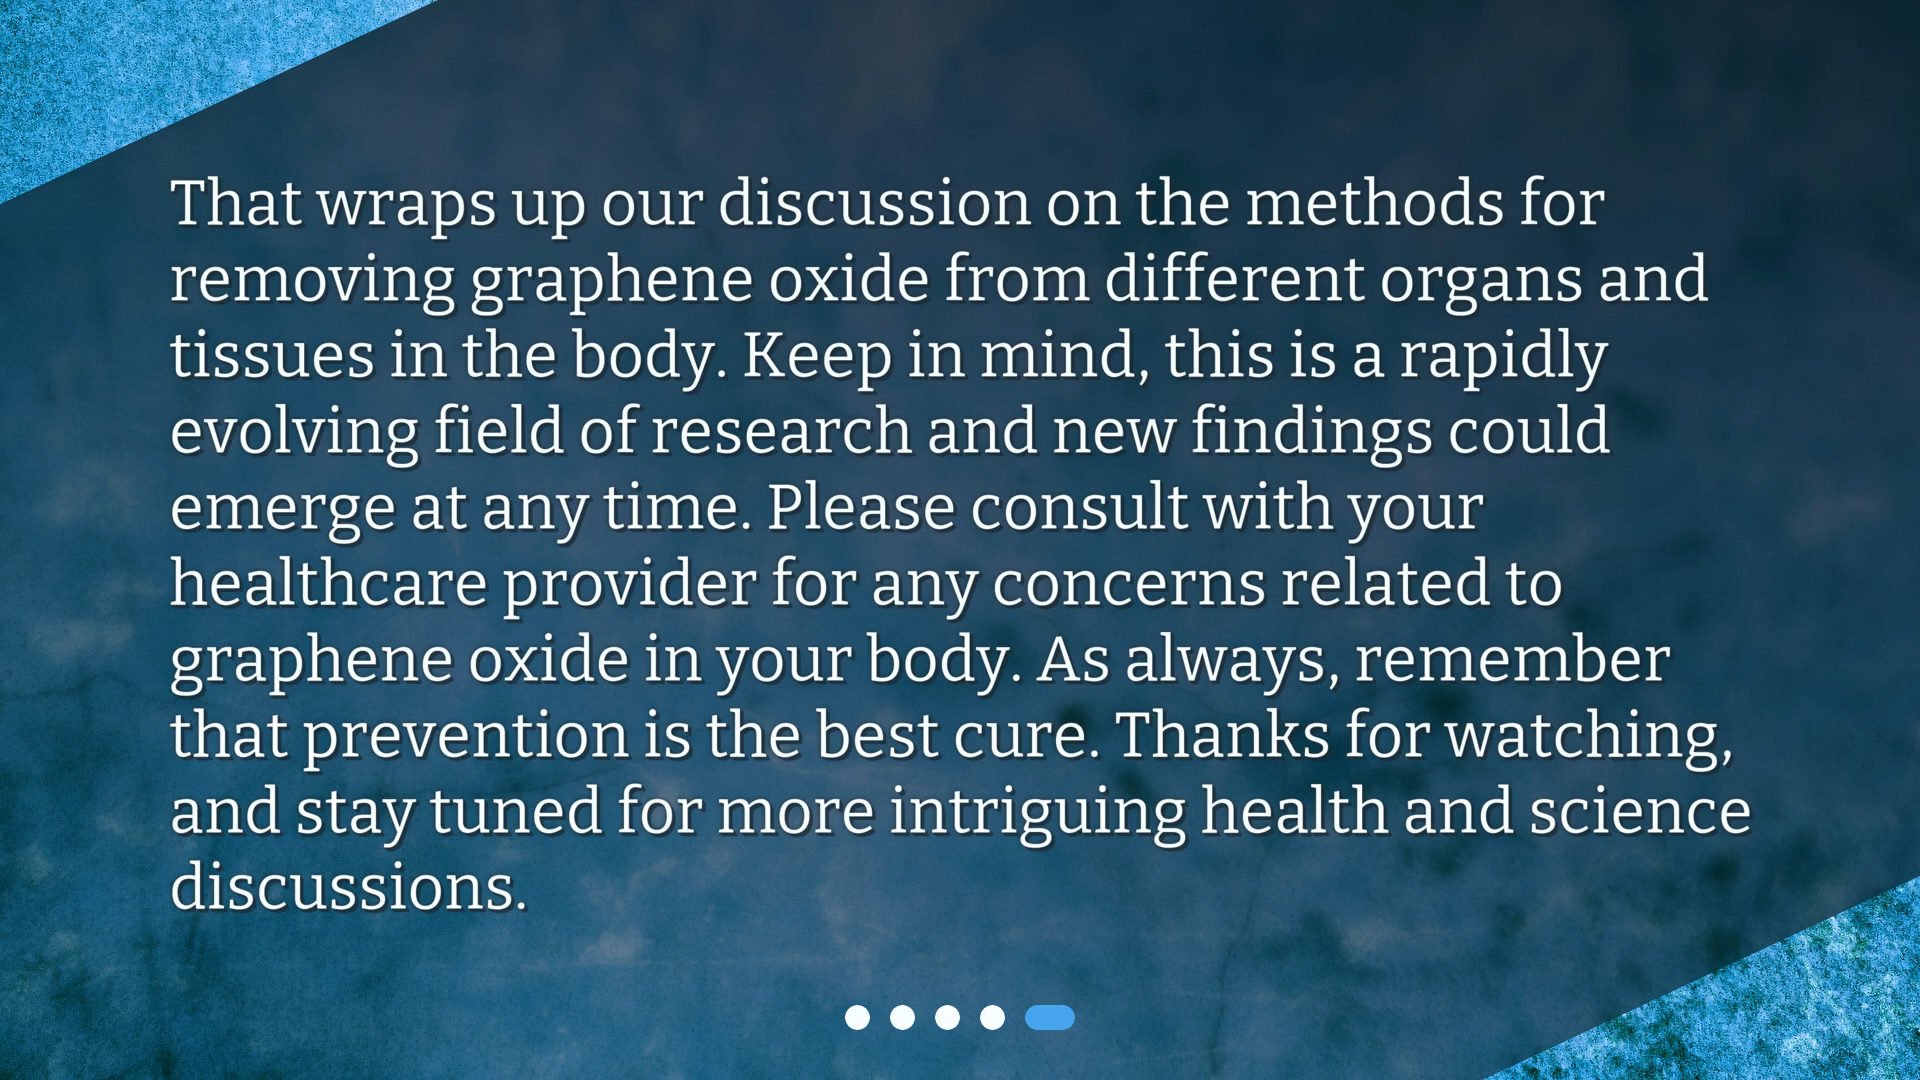 That wraps up our discussion on the methods for
removing graphene oxide from different organs and
tissues in the body. Keep in mind, this is a rapidly
evolving field of research and new findings could
emerge at any time. Please consult with your
healthcare provider for any concerns related to
graphene oxide in your body. As always, remember
that prevention is the best cure. Thanks for watching,
and stay tuned for more intriguing health and science
discussions.